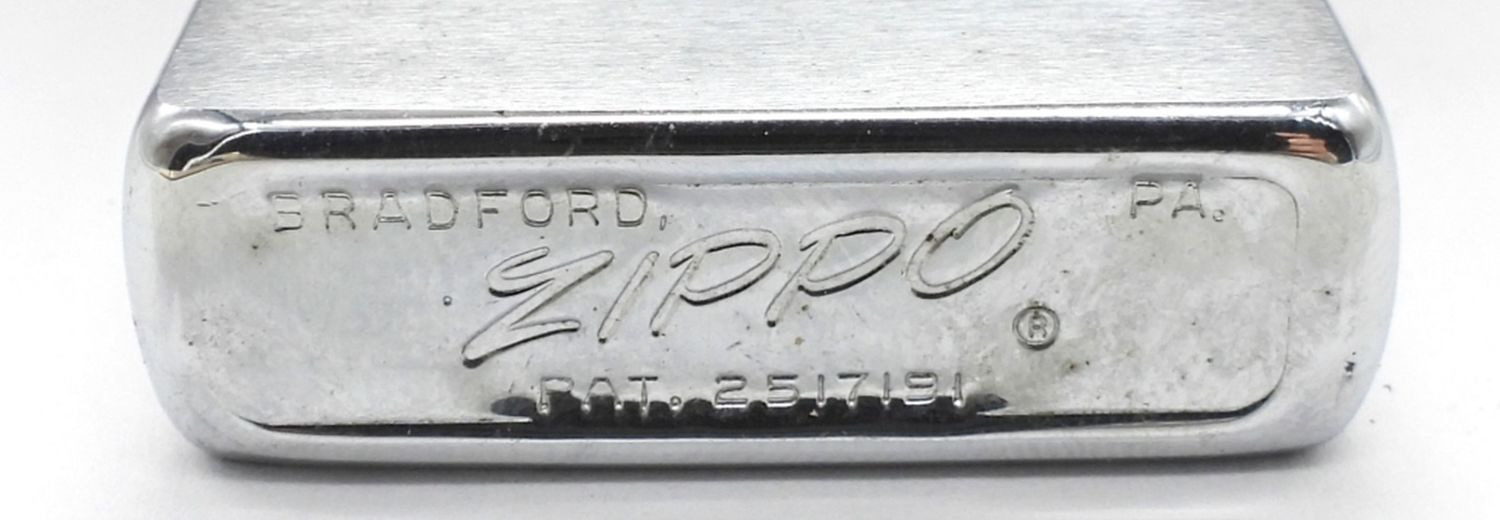 BRADFORD, PA.
ZIPPO ®
PAT. 2517191